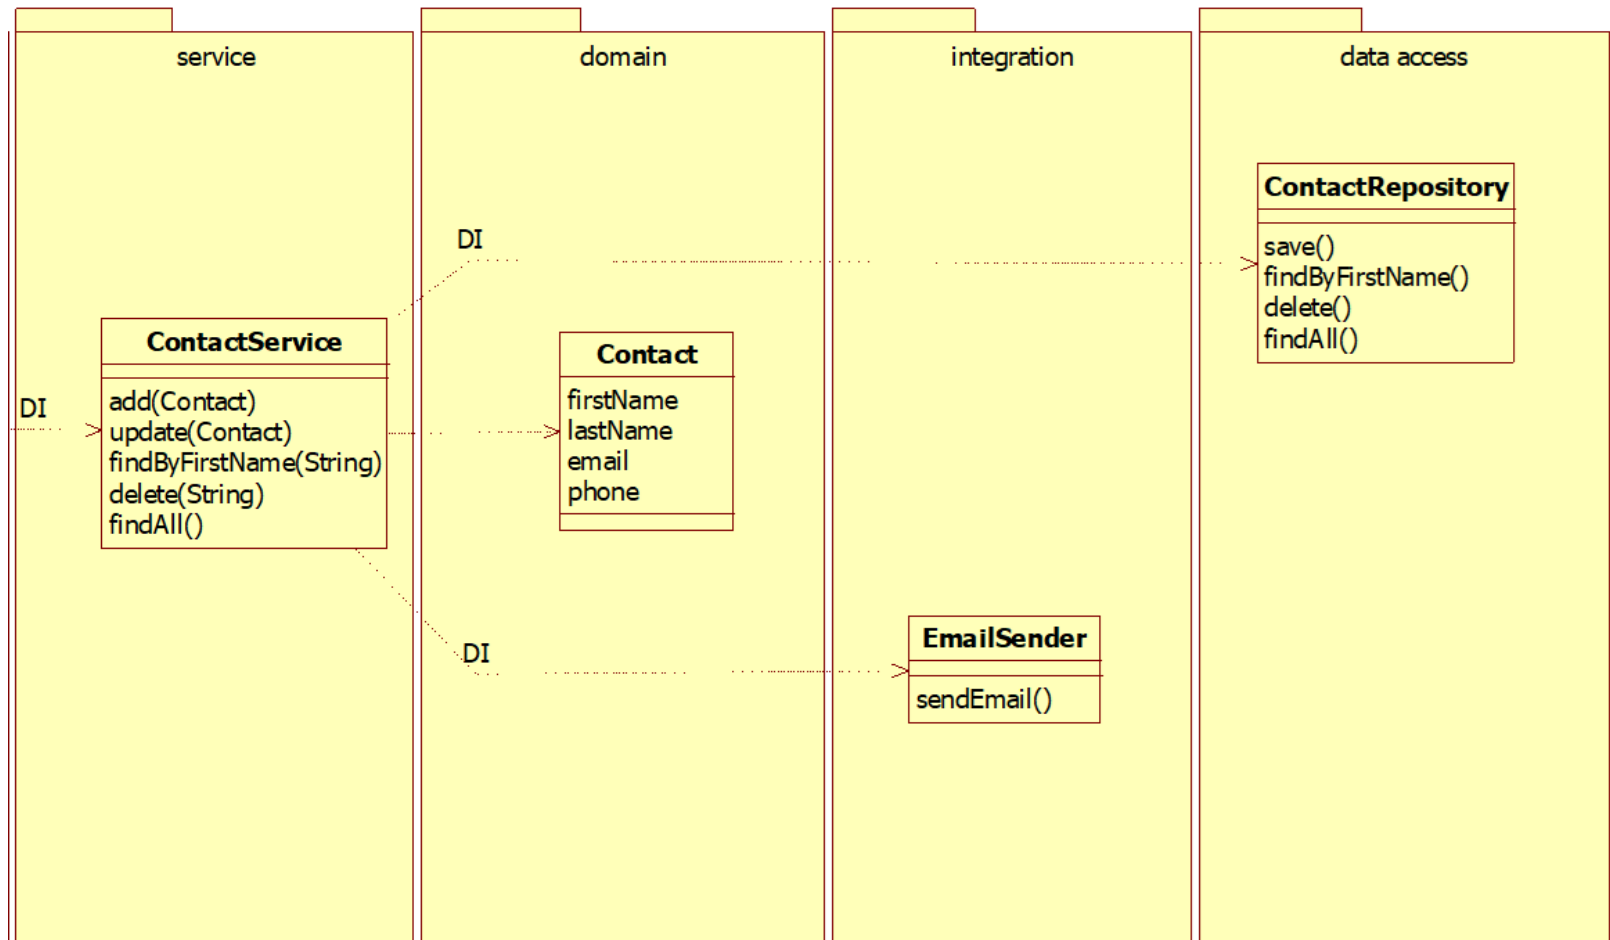 service
domain
integration
data access
DI
ContactService
add(Contact)
update(Contact)
findByFirstName(String)
delete(String)
findAll()
DI
Contact
firstName
lastName
email
phone
DI
EmailSender
sendEmail()
ContactRepository
save()
findByFirstName()
delete()
findAll()